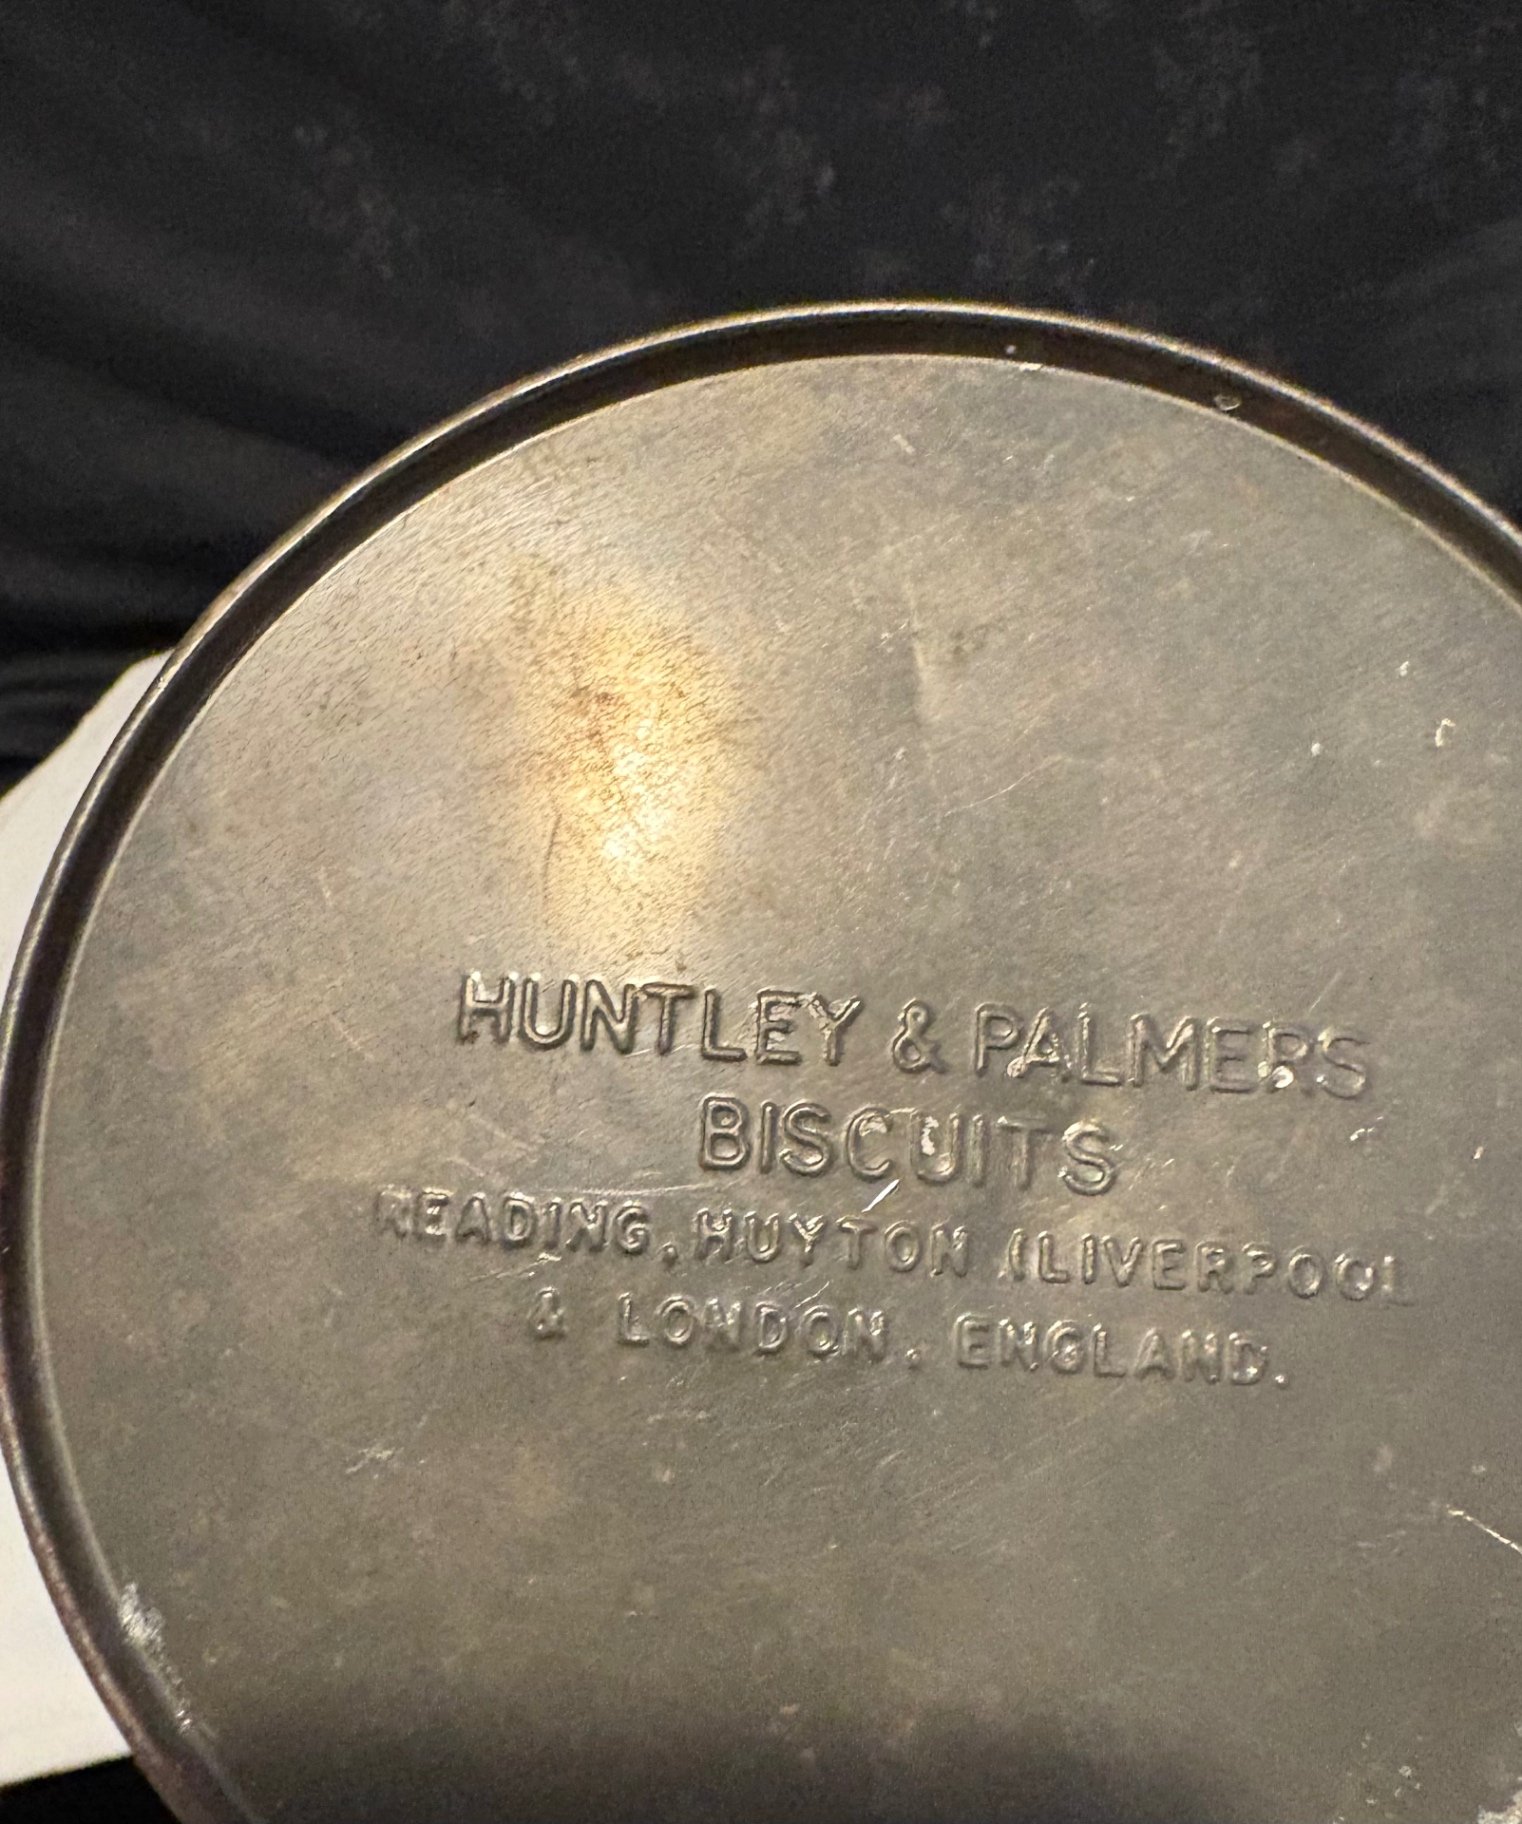 HUNTLEY & PALMERS
BISCUITS
READING, HUYTON (LIVERPOOL
& LONDON. ENGLAND.